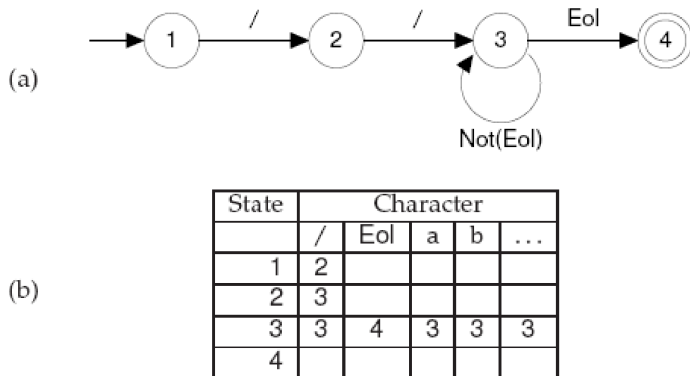 / / Eol
1 2 3 4
(a)
Not(Eol)
State Character
/ Eol a b ...
1 2
(b)
2 3
3 3 4 3 3 3
4